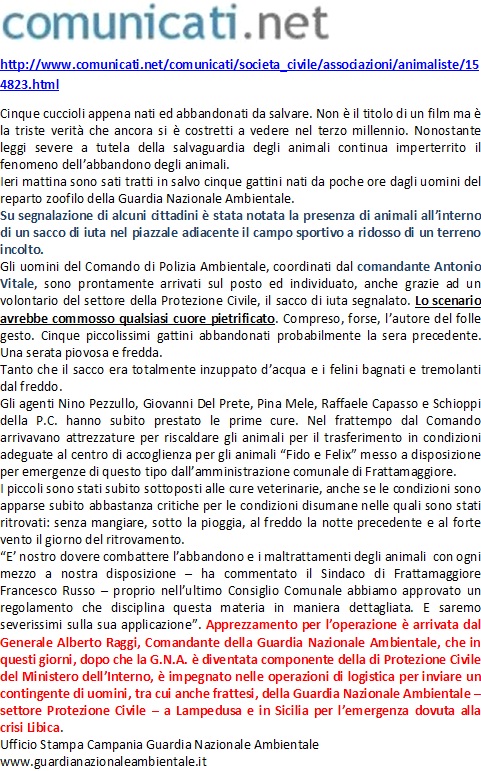 comunicati.net
http://www.comunicati.net/comunicati/societa_civile/associazioni/animaliste/15
4823.html
Cinque cuccioli appena nati ed abbandonati da salvare. Non è il titolo di un film ma è
la triste verità che ancora si è costretti a vedere nel terzo millennio. Nonostante
leggi severe a tutela della salvaguardia degli animali continua imperterrito il
fenomeno dell’abbandono degli animali.
Ieri mattina sono sati tratti in salvo cinque gattini nati da poche ore dagli uomini del
reparto zoofilo della Guardia Nazionale Ambientale.
Su segnalazione di alcuni cittadini è stata notata la presenza di animali all’interno
di un sacco di iuta nel piazzale adiacente il campo sportivo a ridosso di un terreno
incolto.
Gli uomini del Comando di Polizia Ambientale, coordinati dal comandante Antonio
Vitale, sono prontamente arrivati sul posto ed individuato, anche grazie ad un
volontario del settore della Protezione Civile, il sacco di iuta segnalato. Lo scenario
avrebbe commosso qualsiasi cuore pietrificato. Compreso, forse, l’autore del folle
gesto. Cinque piccolissimi gattini abbandonati probabilmente la sera precedente.
Una serata piovosa e fredda.
Tanto che il sacco era totalmente inzuppato d’acqua e i felini bagnati e tremolanti
dal freddo.
Gli agenti Nino Pezzullo, Giovanni Del Prete, Pina Mele, Raffaele Capasso e Schioppi
della P.C. hanno subito prestato le prime cure. Nel frattempo dal Comando
arrivavano attrezzature per riscaldare gli animali per il trasferimento in condizioni
adeguate al centro di accoglienza per gli animali “Fido e Felix” messo a disposizione
per emergenze di questo tipo dall’amministrazione comunale di Frattamaggiore.
I piccoli sono stati subito sottoposti alle cure veterinarie, anche se le condizioni sono
apparse subito abbastanza critiche per le condizioni disumane nelle quali sono stati
ritrovati: senza mangiare, sotto la pioggia, al freddo la notte precedente e al forte
vento il giorno del ritrovamento.
“E’ nostro dovere combattere l’abbandono e i maltrattamenti degli animali con ogni
mezzo a nostra disposizione – ha commentato il Sindaco di Frattamaggiore
Francesco Russo – proprio nell’ultimo Consiglio Comunale abbiamo approvato un
regolamento che disciplina questa materia in maniera dettagliata. E saremo
severissimi sulla sua applicazione”. Apprezzamento per l’operazione è arrivata dal
Generale Alberto Raggi, Comandante della Guardia Nazionale Ambientale, che in
questi giorni, dopo che la G.N.A. è diventata componente della di Protezione Civile
del Ministero dell’Interno, è impegnato nelle operazioni di logistica per inviare un
contingente di uomini, tra cui anche frattesi, della Guardia Nazionale Ambientale –
settore Protezione Civile – a Lampedusa e in Sicilia per l’emergenza dovuta alla
crisi Libica.
Ufficio Stampa Campania Guardia Nazionale Ambientale
www.guardianazionaleambientale.it